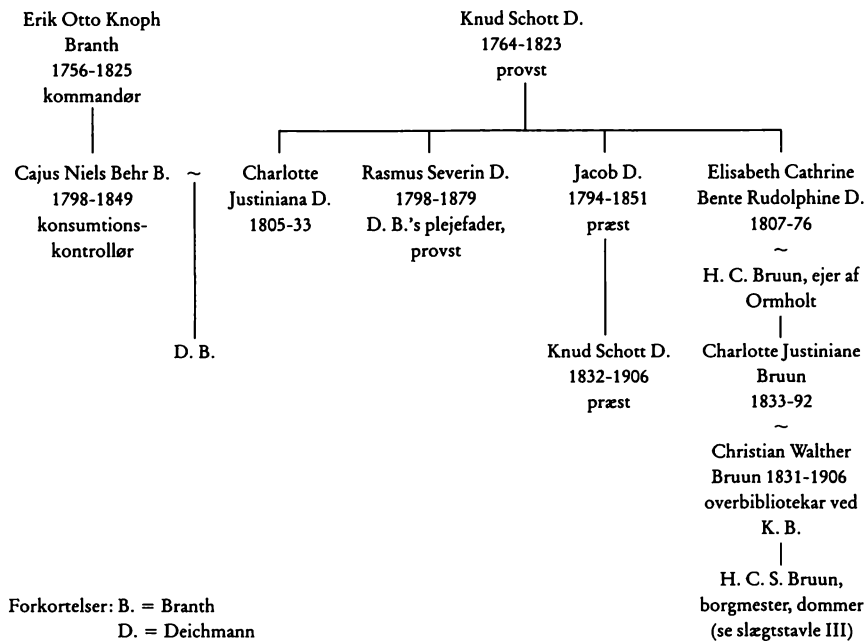 Erik Otto Knoph
Branth
1756-1825
kommandør
Knud Schott D.
1764-1823
provst
Cajus Niels Behr B.
1798-1849
konsumtions-
kontrollør
~
Charlotte
Justiniana D.
1805-33
Rasmus Severin D.
1798-1879
D. B.'s plejefader,
provst
Jacob D.
1794-1851
præst
Elisabeth Cathrine
Bente Rudolphine D.
1807-76
~
H. C. Bruun, ejer af
Ormholt
D. B.
Knud Schott D.
1832-1906
præst
Charlotte Justiniane
Bruun
1833-92
~
Christian Walther
Bruun 1831-1906
overbibliotekar ved
K. B.
H. C. S. Bruun,
borgmester, dommer
(se slægtstavle III)
Forkortelser: B. = Branth
D. = Deichmann